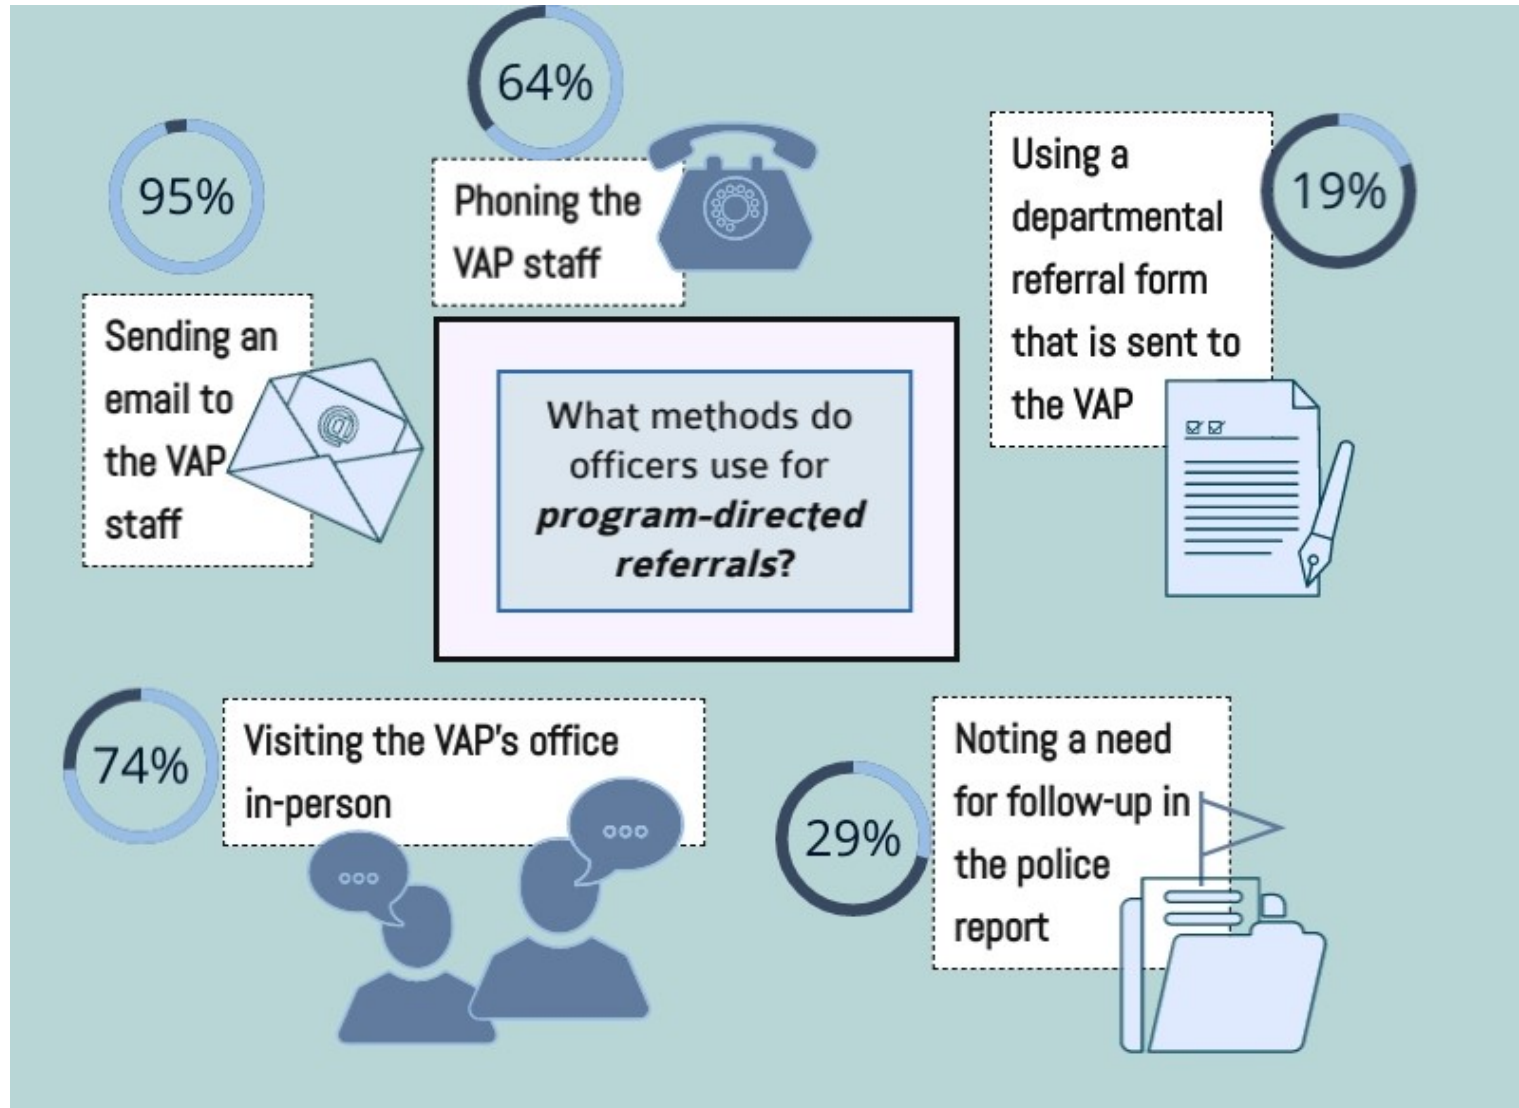 64%
Phoning the
VAP staff
95%
Sending an
email to
the VAP
staff
@
19%
Using a
departmental
referral form
that is sent to
the VAP
What methods do
officers use for
program-directed
referrals?
74%
Visiting the VAP's office
in-person
29%
Noting a need
for follow-up in
the police
report